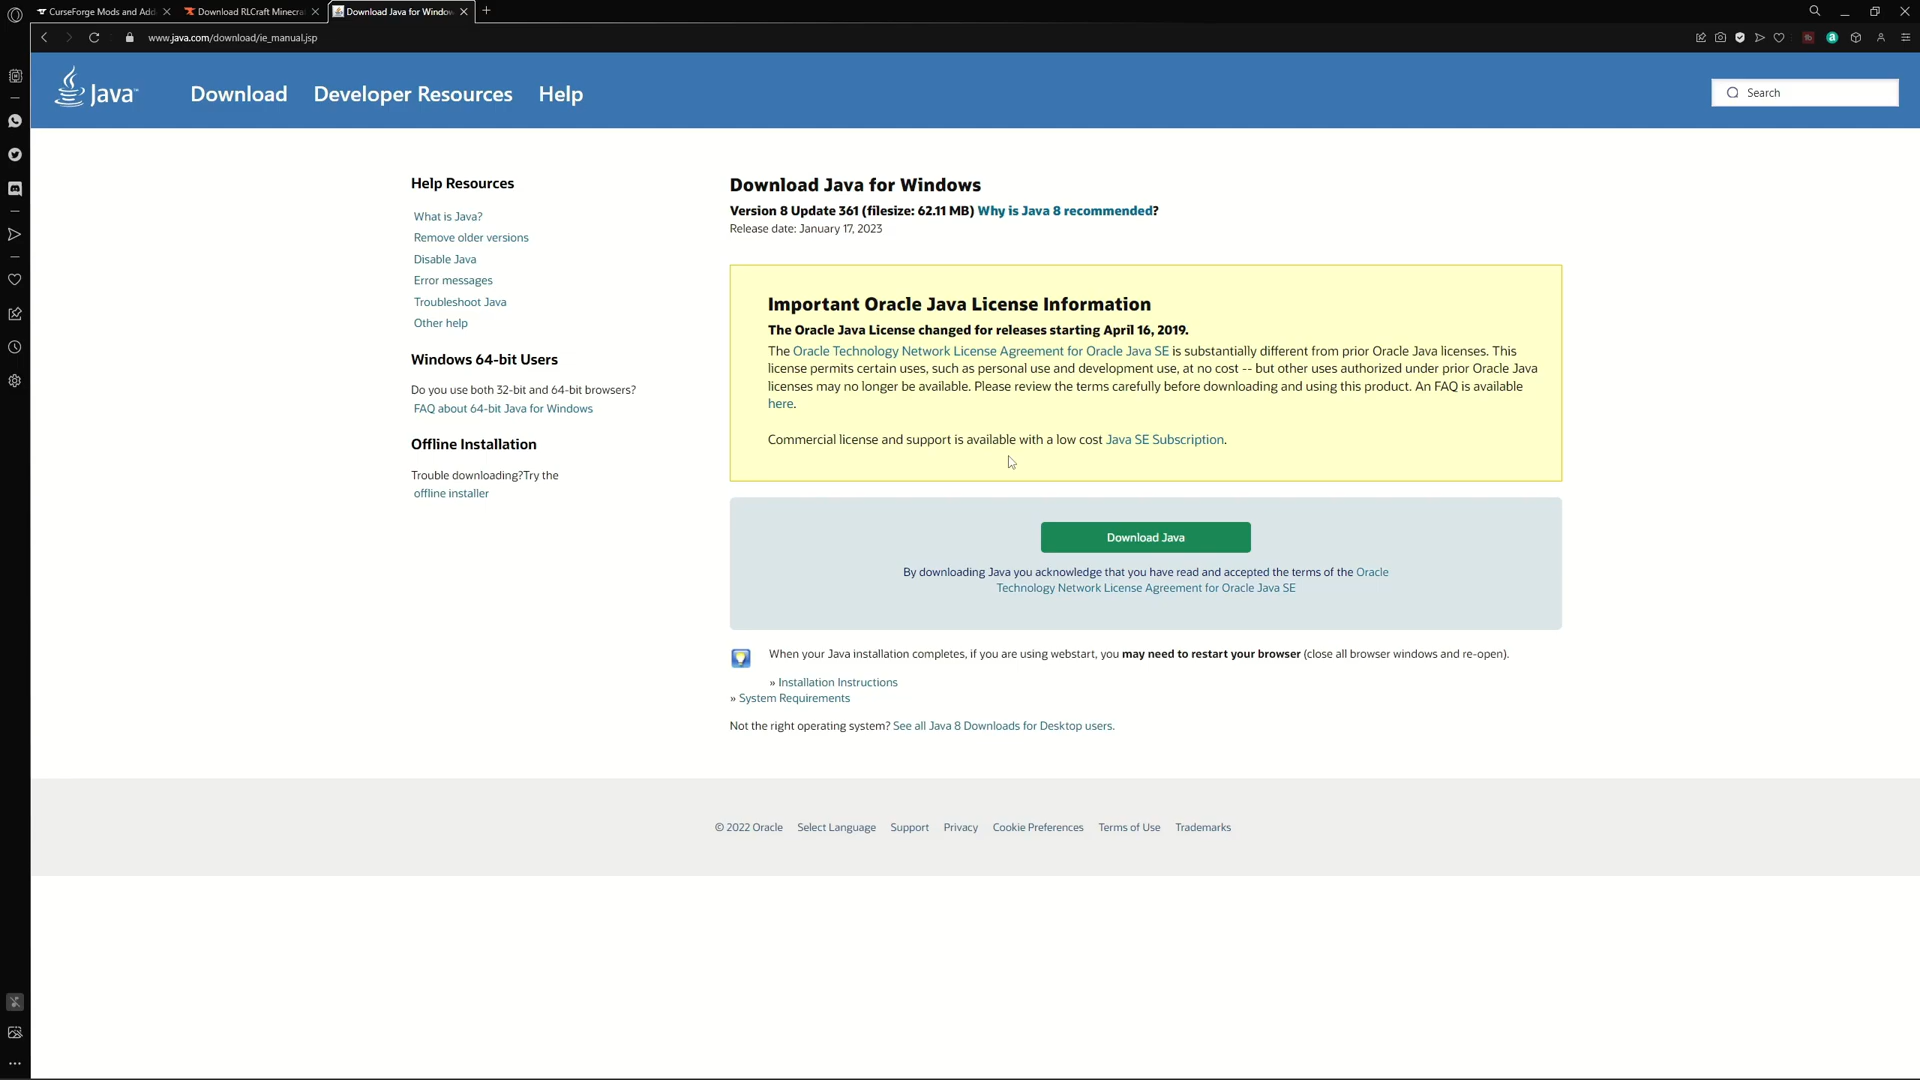 CurseForge Mods and Add
Download RLCraft Minecra
Download Java for Window
www.java.com/download/ie_manual.jsp
Java
Download
Developer Resources
Help
Search
Help Resources
What is Java?
Remove older versions
Disable Java
Error messages
Troubleshoot Java
Other help
Windows 64-bit Users
Do you use both 32-bit and 64-bit browsers?
FAQ about 64-bit Java for Windows
Offline Installation
Trouble downloading?Try the
offline installer
Download Java for Windows
Version 8 Update 361 (filesize: 62.11 MB) Why is Java 8 recommended?
Release date: January 17, 2023
Important Oracle Java License Information
The Oracle Java License changed for releases starting April 16, 2019.
The Oracle Technology Network License Agreement for Oracle Java SE is substantially different from prior Oracle Java licenses. This
license permits certain uses, such as personal use and development use, at no cost -- but other uses authorized under prior Oracle Java
licenses may no longer be available. Please review the terms carefully before downloading and using this product. An FAQ is available
here.
Commercial license and support is available with a low cost Java SE Subscription.
Download Java
By downloading Java you acknowledge that you have read and accepted the terms of the Oracle
Technology Network License Agreement for Oracle Java SE
When your Java installation completes, if you are using webstart, you may need to restart your browser (close all browser windows and re-open).
» Installation Instructions
» System Requirements
Not the right operating system? See all Java 8 Downloads for Desktop users.
© 2022 Oracle
Select Language
Support
Privacy
Cookie Preferences
Terms of Use
Trademarks